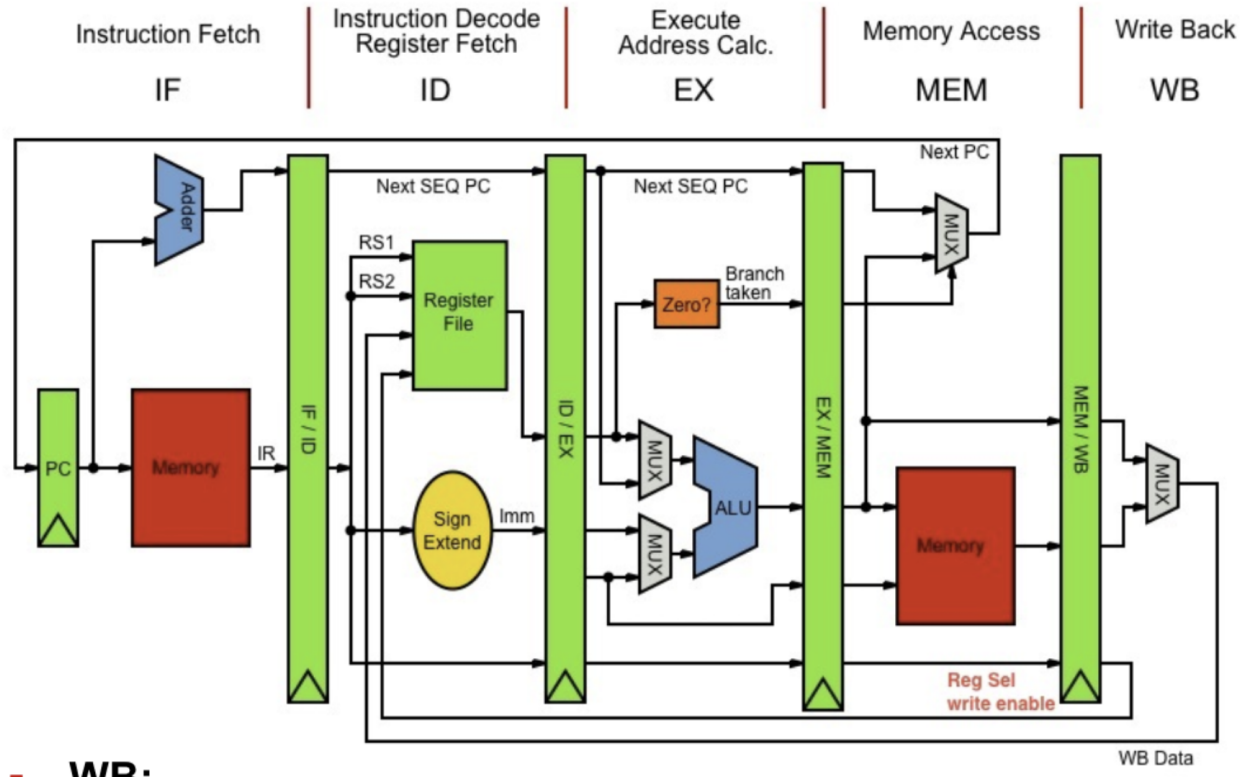 Instruction Fetch
IF
Instruction Decode
Register Fetch
ID
Execute
Address Calc.
EX
Memory Access
MEM
Write Back
WB
Next PC
Adder
Next SEQ PC
Next SEQ PC
MUX
RS1
RS2
Register
File
Branch
taken
Zero?
IF / ID
ID / EX
EX / MEM
MEM / WB
PC
Memory
IR
Sign
Extend
Imm
MUX
MUX
ALU
Memory
MUX
Reg Sel
write enable
WB Data
WB: